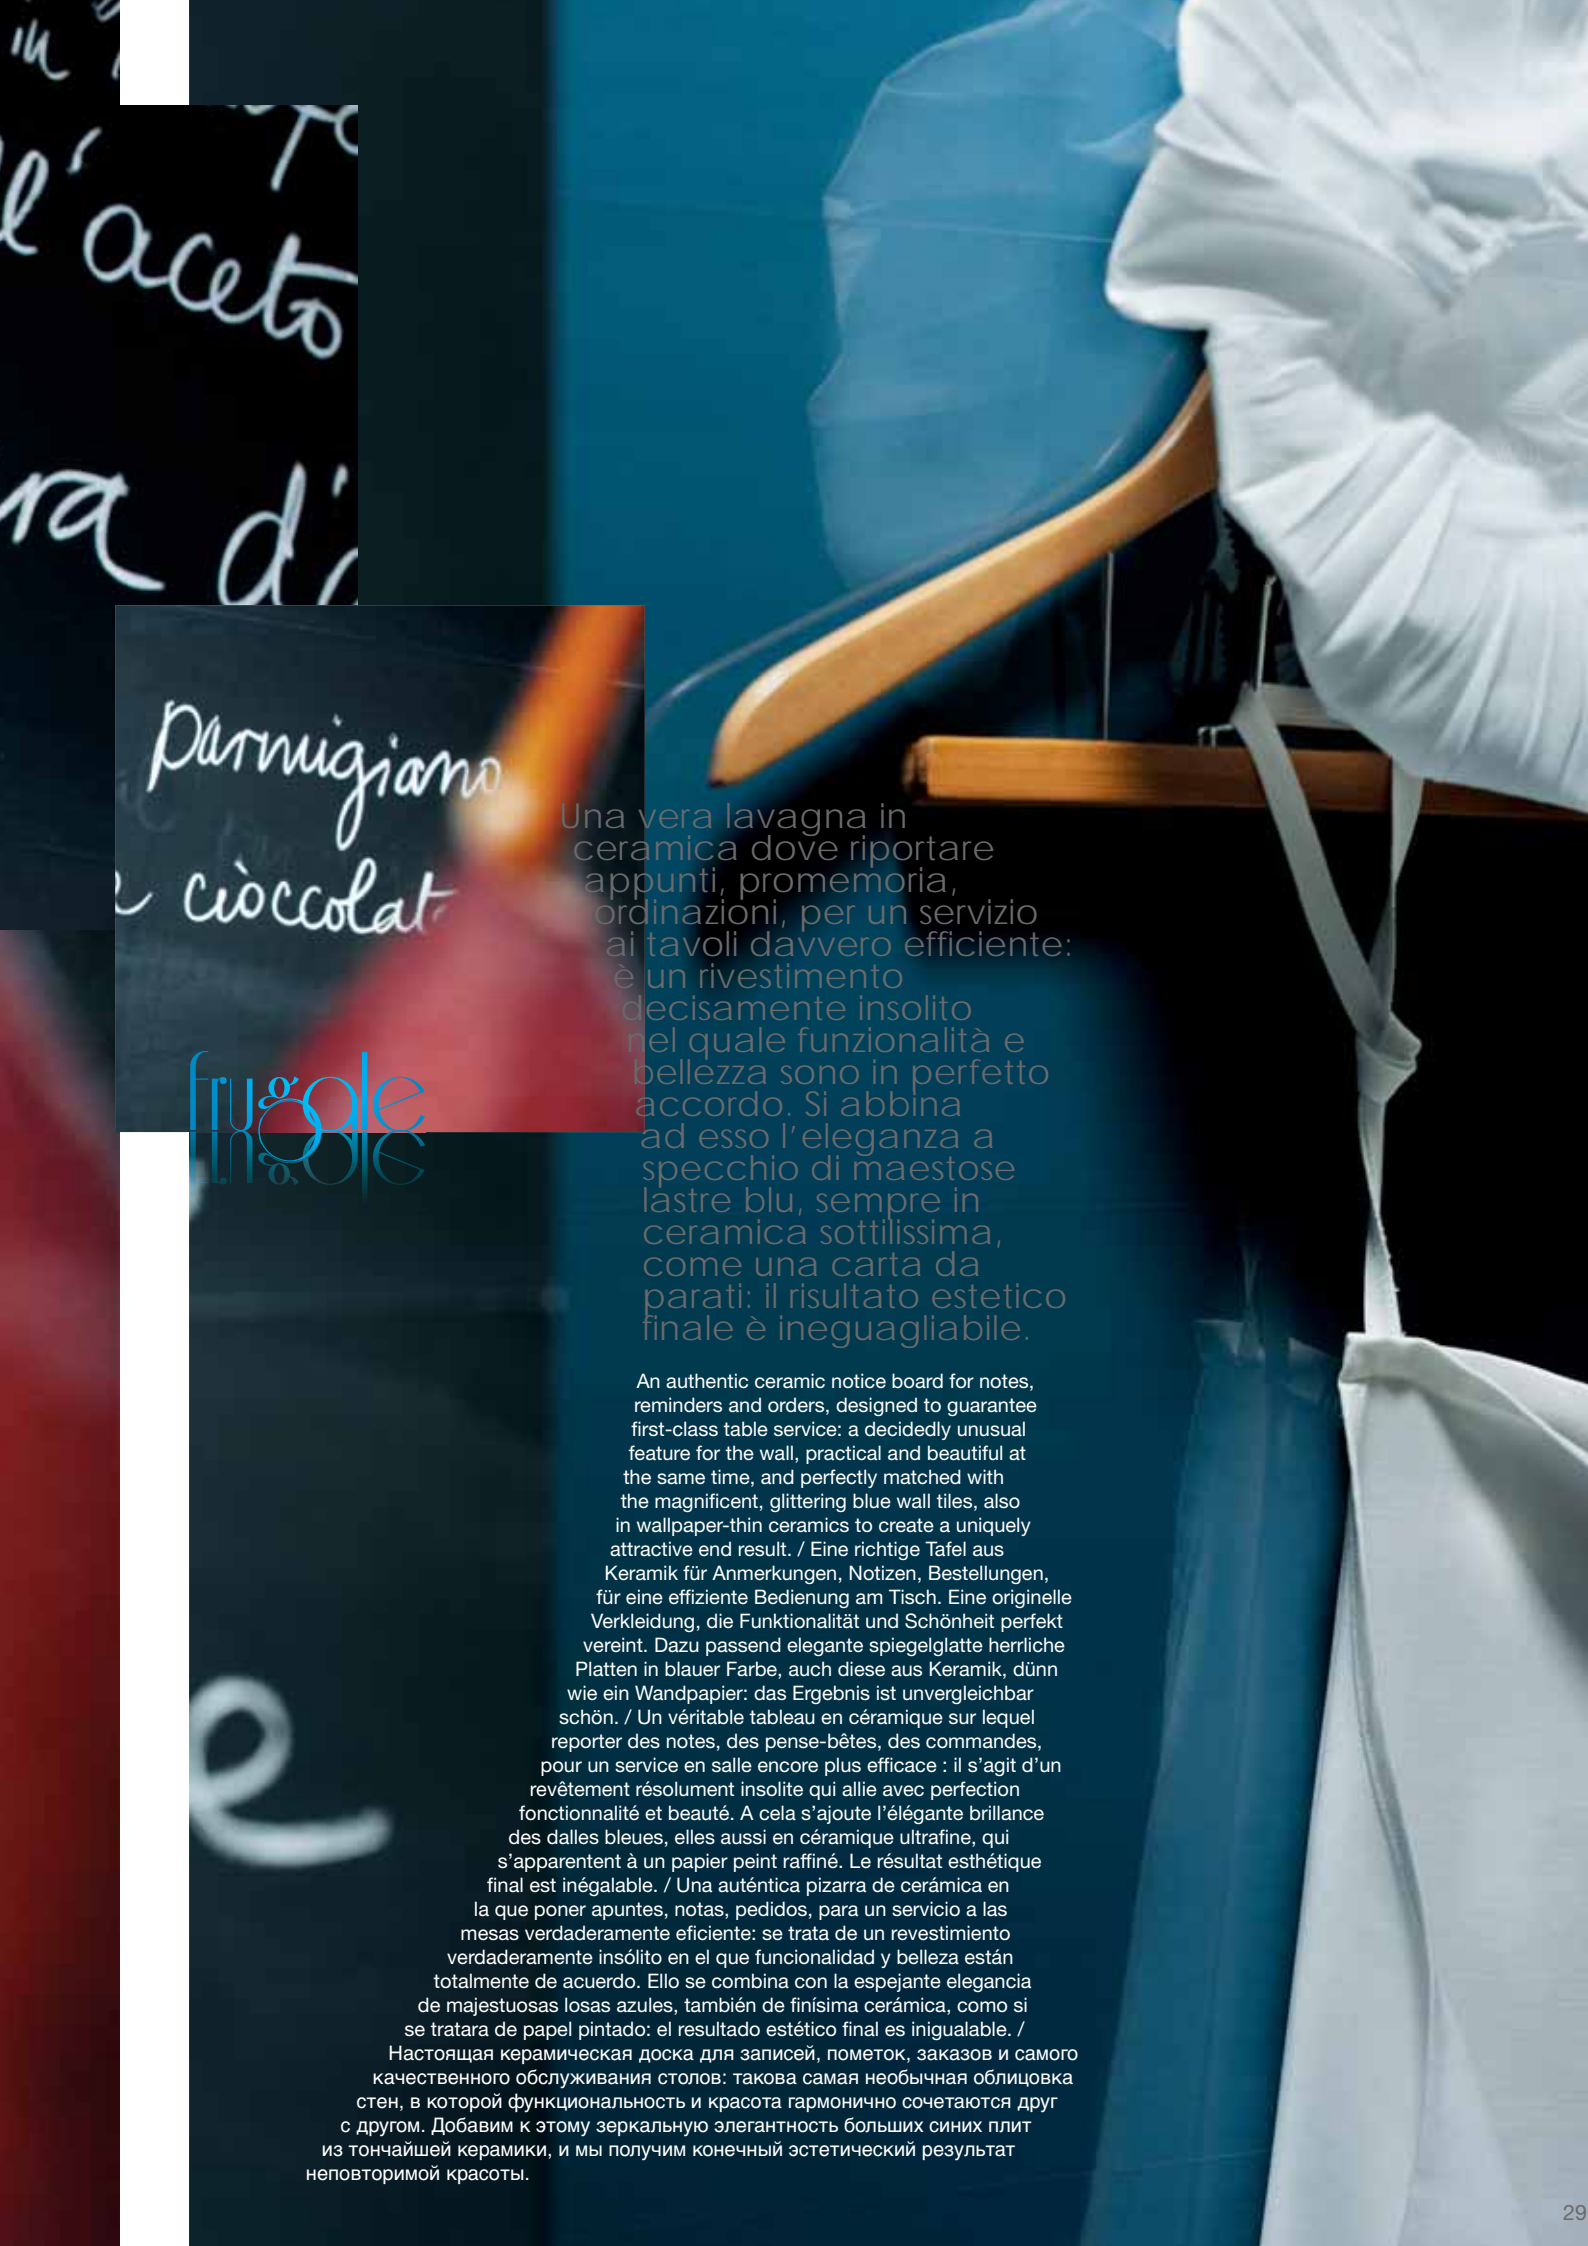 in
l'aceto
ra d'
parmigiano
e cioccolat
frugale
Una vera lavagna in
ceramica dove riportare
appunti, promemoria,
ordinazioni, per un servizio
ai tavoli davvero efficiente:
è un rivestimento
decisamente insolito
nel quale funzionalità e
bellezza sono in perfetto
accordo. Si abbina
ad esso l'eleganza a
specchio di maestose
lastre blu, sempre in
ceramica sottilissima,
come una carta da
parati: il risultato estetico
finale è ineguagliabile.
An authentic ceramic notice board for notes,
reminders and orders, designed to guarantee
first-class table service: a decidedly unusual
feature for the wall, practical and beautiful at
the same time, and perfectly matched with
the magnificent, glittering blue wall tiles, also
in wallpaper-thin ceramics to create a uniquely
attractive end result. / Eine richtige Tafel aus
Keramik für Anmerkungen, Notizen, Bestellungen,
für eine effiziente Bedienung am Tisch. Eine originelle
Verkleidung, die Funktionalität und Schönheit perfekt
vereint. Dazu passend elegante spiegelglatte herrliche
Platten in blauer Farbe, auch diese aus Keramik, dünn
wie ein Wandpapier: das Ergebnis ist unvergleichbar
schön. / Un véritable tableau en céramique sur lequel
reporter des notes, des pense-bêtes, des commandes,
pour un service en salle encore plus efficace : il s'agit d'un
revêtement résolument insolite qui allie avec perfection
fonctionnalité et beauté. A cela s'ajoute l'élégante brillance
des dalles bleues, elles aussi en céramique ultrafine, qui
s'apparentent à un papier peint raffiné. Le résultat esthétique
final est inégalable. / Una auténtica pizarra de cerámica en
la que poner apuntes, notas, pedidos, para un servicio a las
mesas verdaderamente eficiente: se trata de un revestimiento
verdaderamente insólito en el que funcionalidad y belleza están
totalmente de acuerdo. Ello se combina con la espejante elegancia
de majestuosas losas azules, también de finísima cerámica, como si
se tratara de papel pintado: el resultado estético final es inigualable. /
Настоящая керамическая доска для записей, пометок, заказов и самого
качественного обслуживания столов: такова самая необычная облицовка
стен, в которой функциональность и красота гармонично сочетаются друг
с другом. Добавим к этому зеркальную элегантность больших синих плит
из тончайшей керамики, и мы получим конечный эстетический результат
неповторимой красоты.
e
29